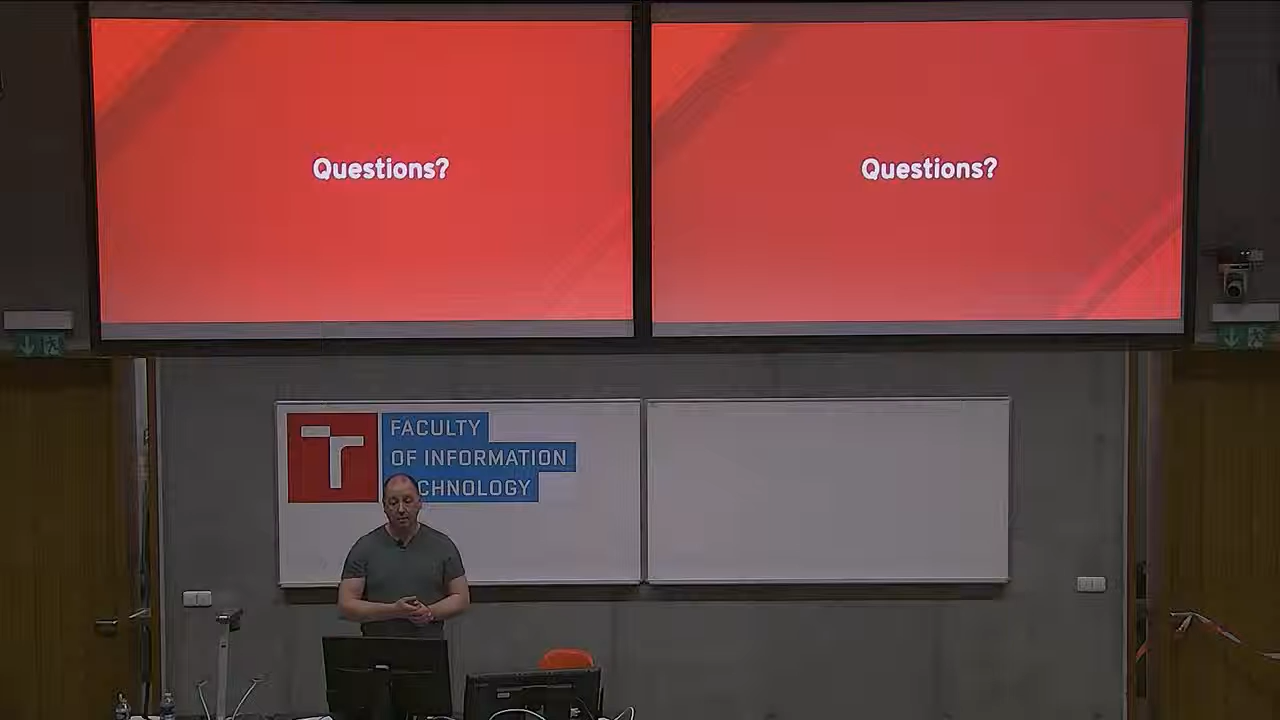 Questions?
Questions?
FACULTY
OF INFORMATION
CHNOLOGY